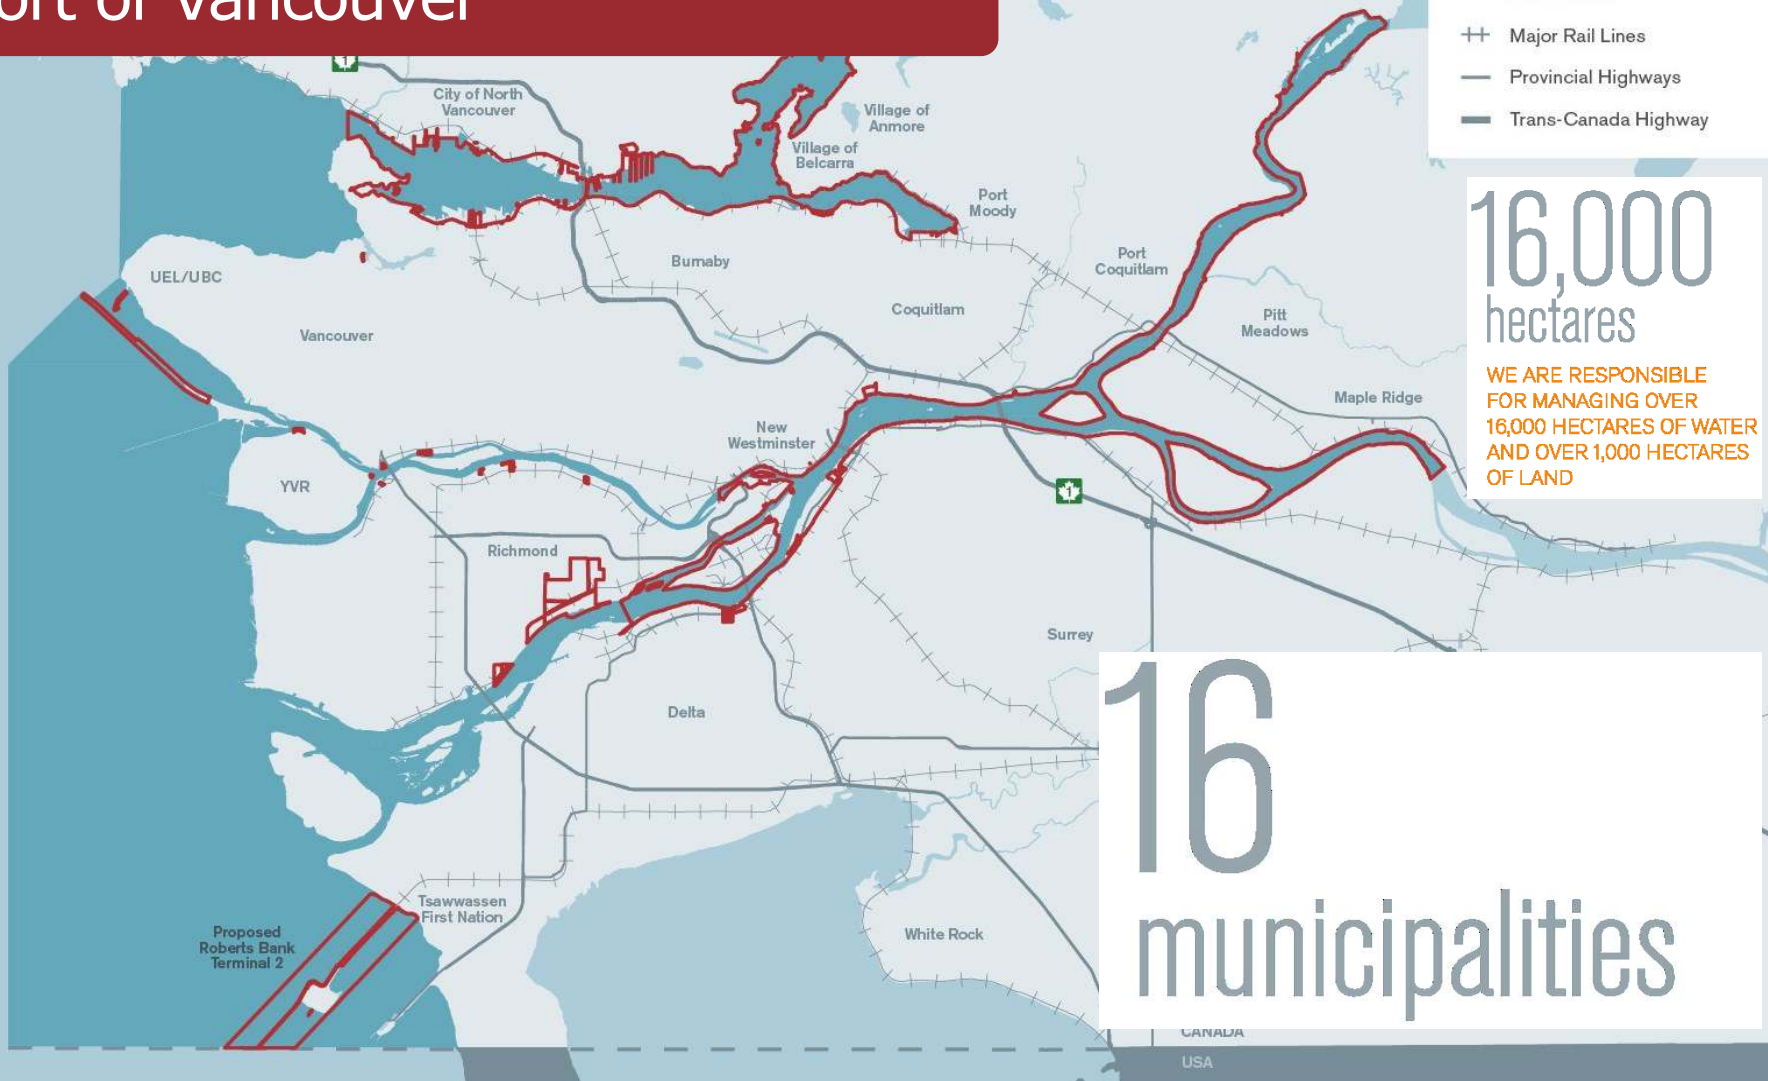 ort of Vancouver
Major Rail Lines
Provincial Highways
Trans-Canada Highway
1
City of North
Vancouver
Village of
Anmore
Village of
Belcarra
Port
Moody
16,000
hectares
WE ARE RESPONSIBLE
FOR MANAGING OVER
16,000 HECTARES OF WATER
AND OVER 1,000 HECTARES
OF LAND
UEL/UBC
Burnaby
Port
Coquitlam
Coquitlam
Pitt
Meadows
Vancouver
Maple Ridge
New
Westminster
YVR
1
Richmond
Surrey
Delta
16
municipalities
Tsawwassen
First Nation
Proposed
Roberts Bank
Terminal 2
White Rock
CANADA
USA